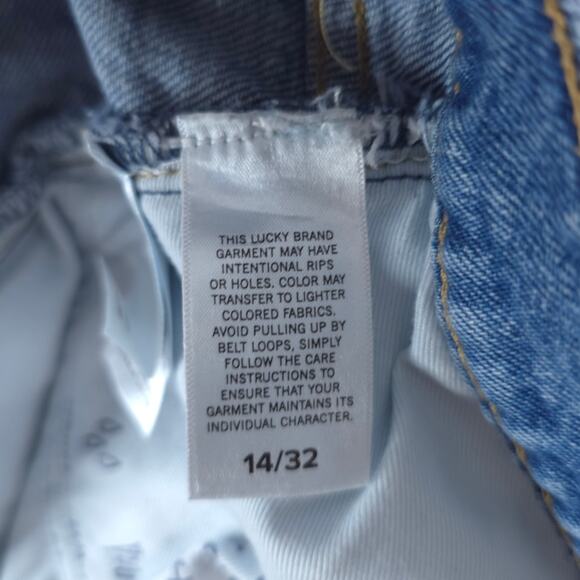 THIS LUCKY BRAND
GARMENT MAY HAVE
INTENTIONAL RIPS
OR HOLES. COLOR MAY
TRANSFER TO LIGHTER
COLORED FABRICS.
AVOID PULLING UP BY
BELT LOOPS, SIMPLY
FOLLOW THE CARE
INSTRUCTIONS TO
ENSURE THAT YOUR
GARMENT MAINTAINS ITS
INDIVIDUAL CHARACTER.
14/32